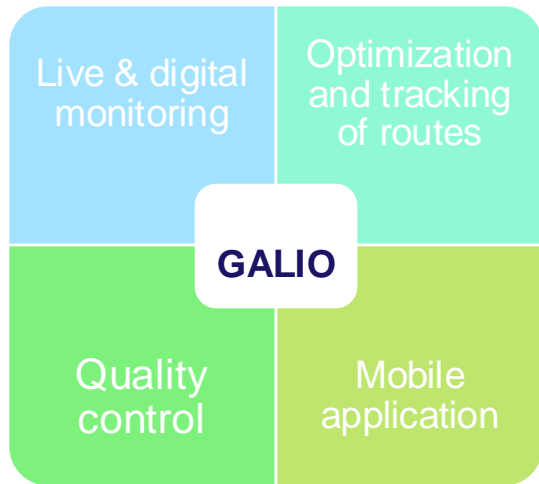 Live & digital
monitoring
Optimization
and tracking
of routes
GALIO
Quality
control
Mobile
application